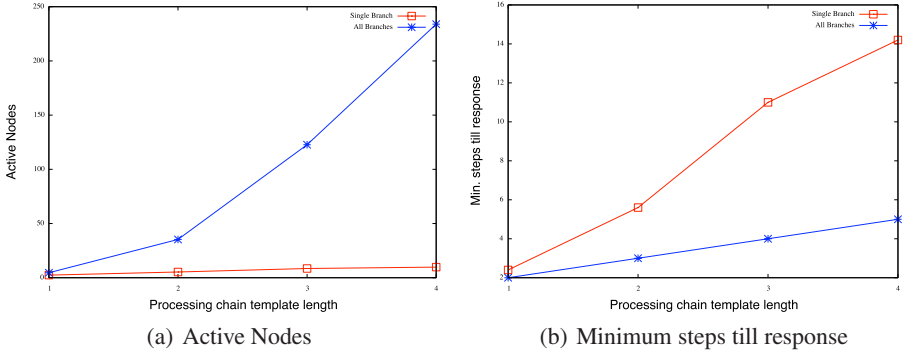 250
200
150
100
50
0
Active Nodes
Single Branch
All Branches
1 2 3 4
Processing chain template length
(a) Active Nodes
16
14
12
10
8
6
4
2
Min. steps till response
Single Branch
All Branches
1 2 3 4
Processing chain template length
(b) Minimum steps till response